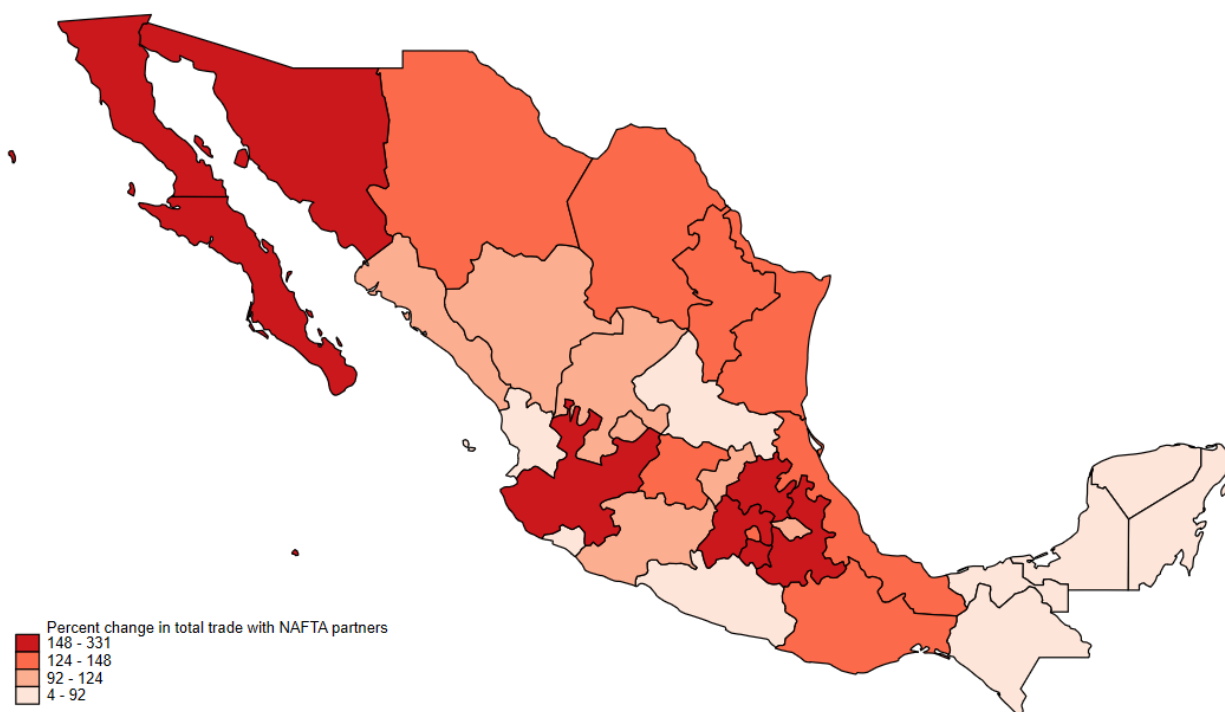 Percent change in total trade with NAFTA partners
148 - 331
124 - 148
92 - 124
4 - 92